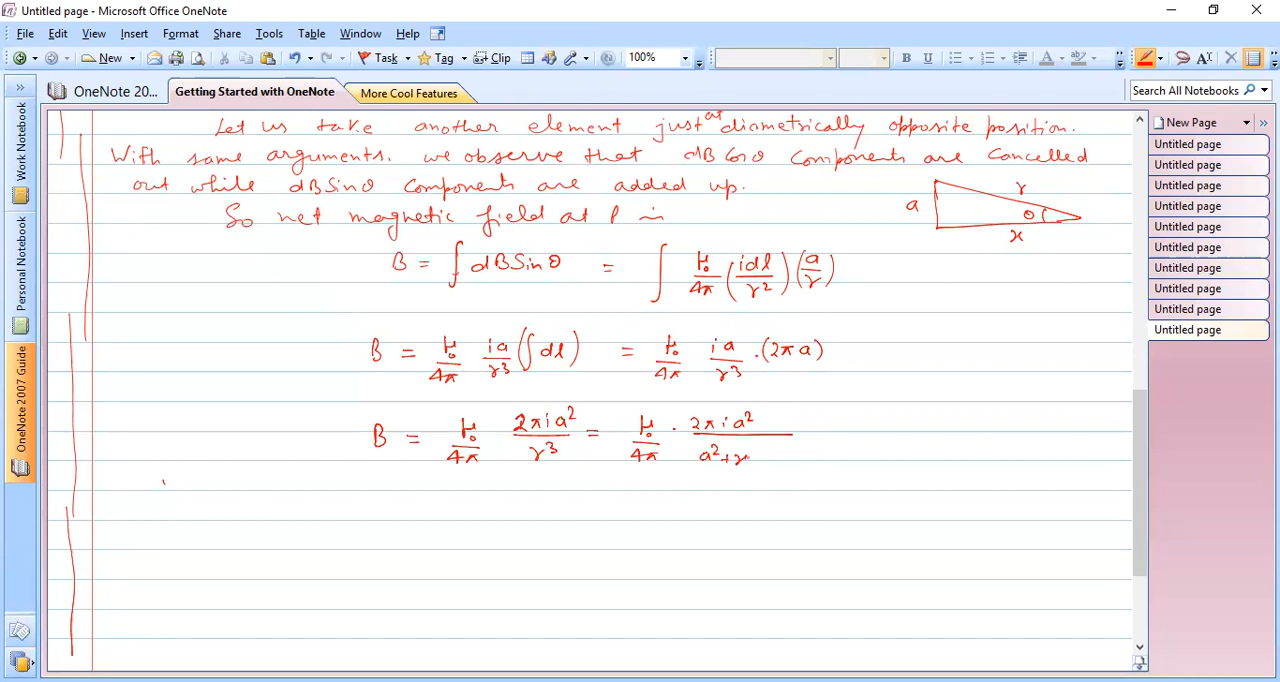 Untitled page - Microsoft Office OneNote
File Edit View Insert Format Share Tools Table Window Help
New Task Tag Clip 100% B U A
OneNote 20... Getting Started with OneNote More Cool Features Search All Notebooks
Work Notebook
Personal Notebook
OneNote 2007 Guide
Let us take another element just at diametrically opposite position.
With same arguments. we observe that dB Cosθ Components are Cancelled
out while dBSinθ Components are added up.
So net magnetic field at P is
a r θ x
B = ∫ dBSinθ = ∫ μ₀/4π (idl/r²) (a/r)
B = μ₀/4π ia/r³ (∫dl) = μ₀/4π ia/r³ . (2πa)
B = μ₀/4π 2πia²/r³ = μ₀/4π . 2πia²/a²+x
New Page
Untitled page
Untitled page
Untitled page
Untitled page
Untitled page
Untitled page
Untitled page
Untitled page
Untitled page
Untitled page